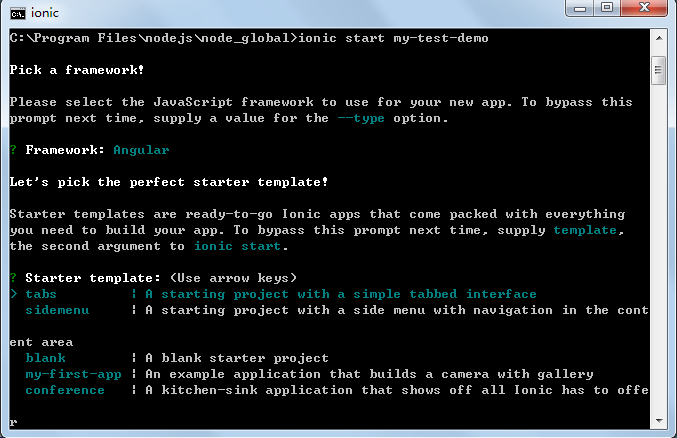 ionic
C:\Program Files\nodejs\node_global>ionic start my-test-demo
Pick a framework!
Please select the JavaScript framework to use for your new app. To bypass this
prompt next time, supply a value for the --type option.
? Framework: Angular
Let's pick the perfect starter template!
Starter templates are ready-to-go Ionic apps that come packed with everything
you need to build your app. To bypass this prompt next time, supply template,
the second argument to ionic start.
? Starter template: (Use arrow keys)
> tabs         | A starting project with a simple tabbed interface
  sidemenu     | A starting project with a side menu with navigation in the cont
ent area
  blank        | A blank starter project
  my-first-app | An example application that builds a camera with gallery
  conference   | A kitchen-sink application that shows off all Ionic has to offe
r